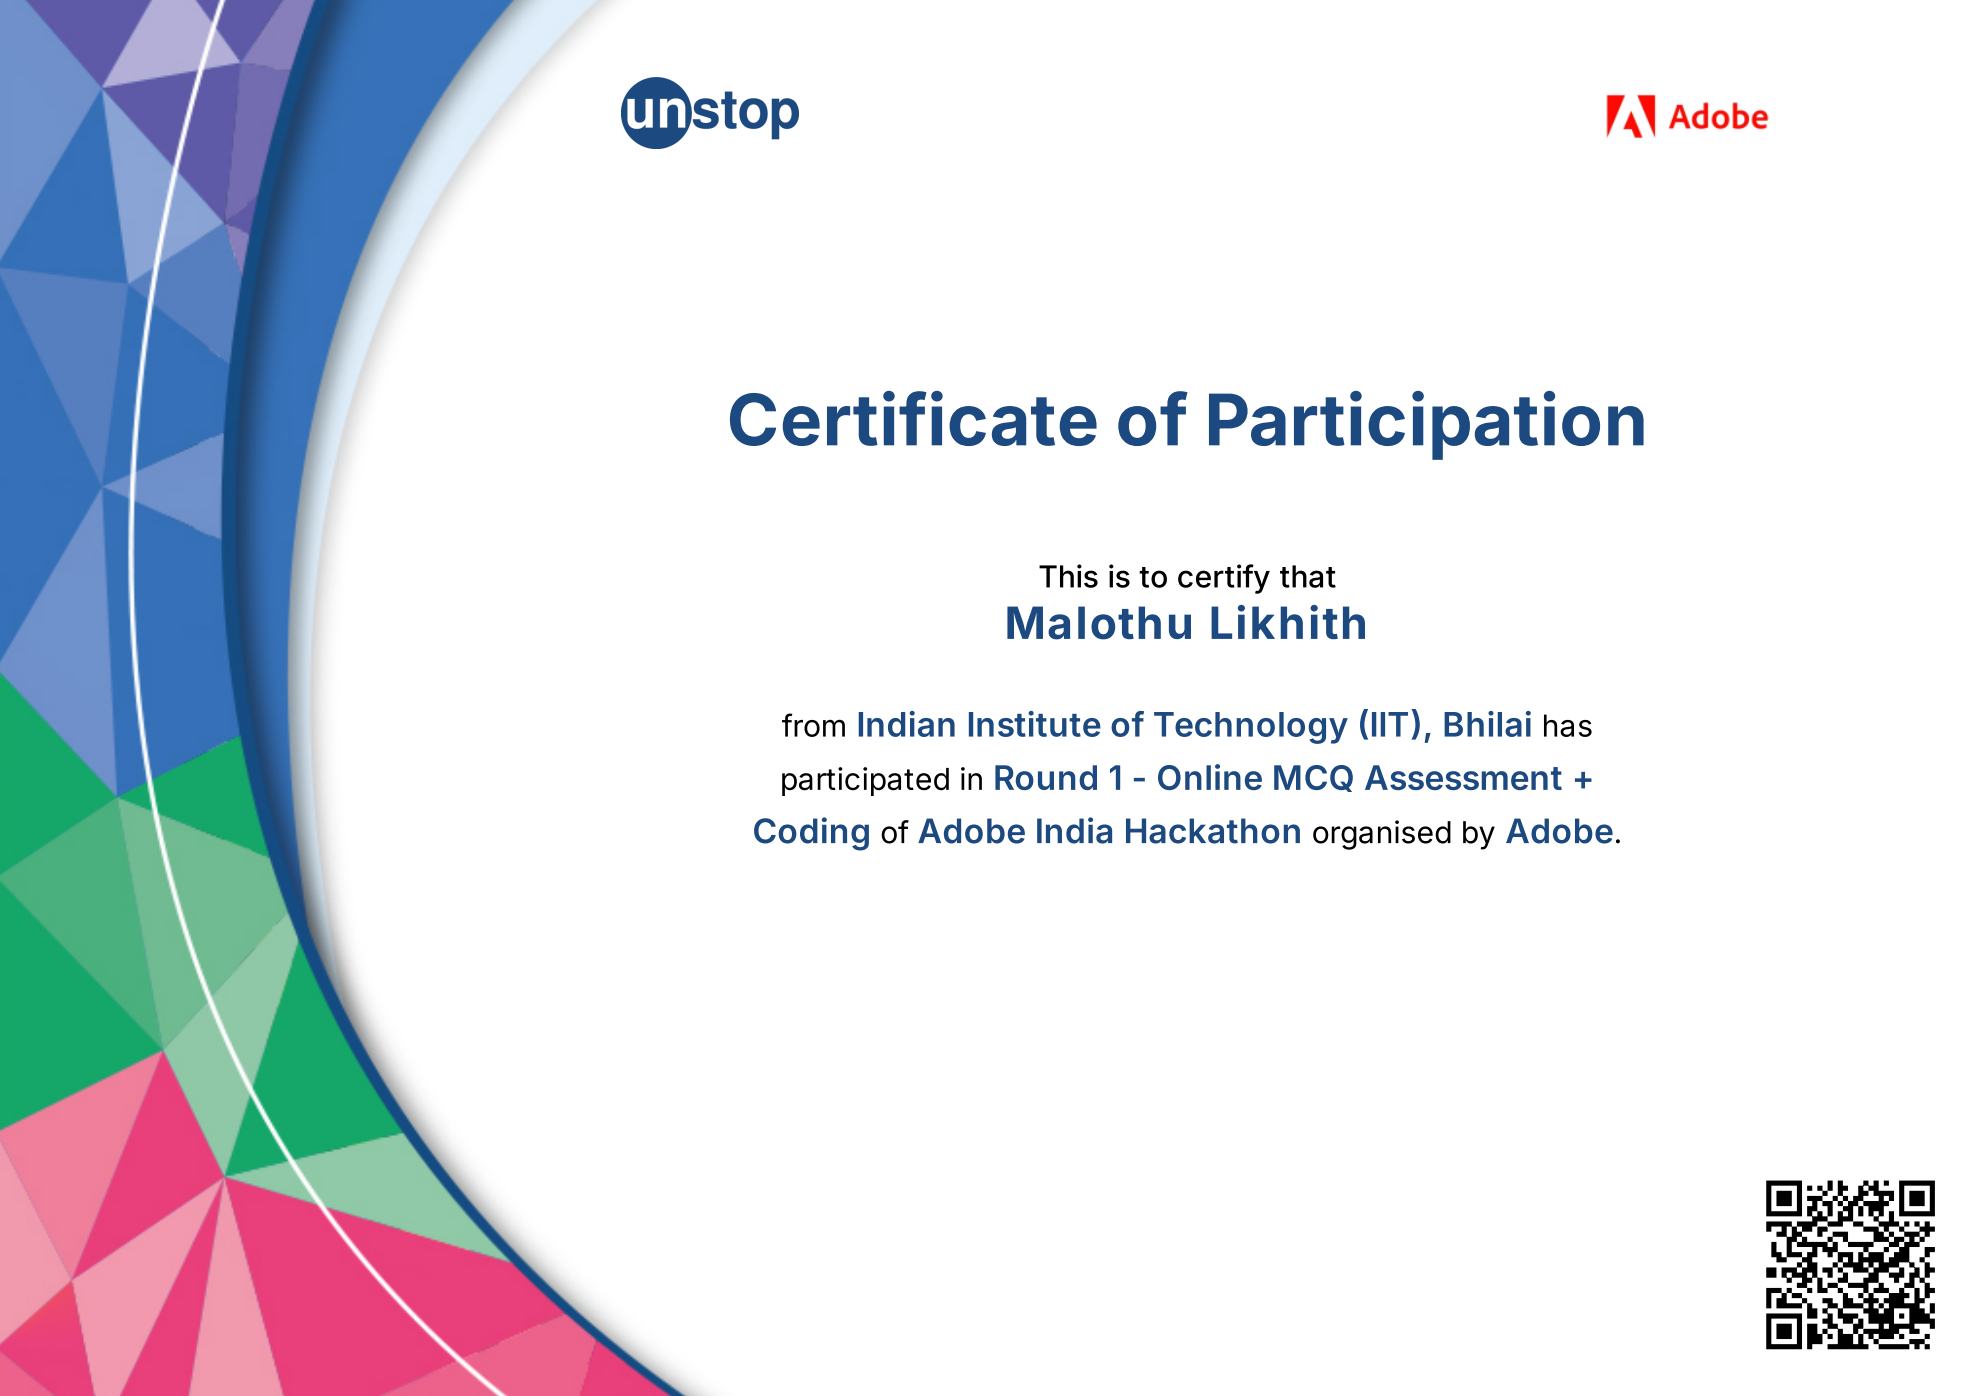 unstop
Adobe
Certificate of Participation
This is to certify that
Malothu Likhith
from Indian Institute of Technology (IIT), Bhilai has
participated in Round 1 - Online MCQ Assessment +
Coding of Adobe India Hackathon organised by Adobe.